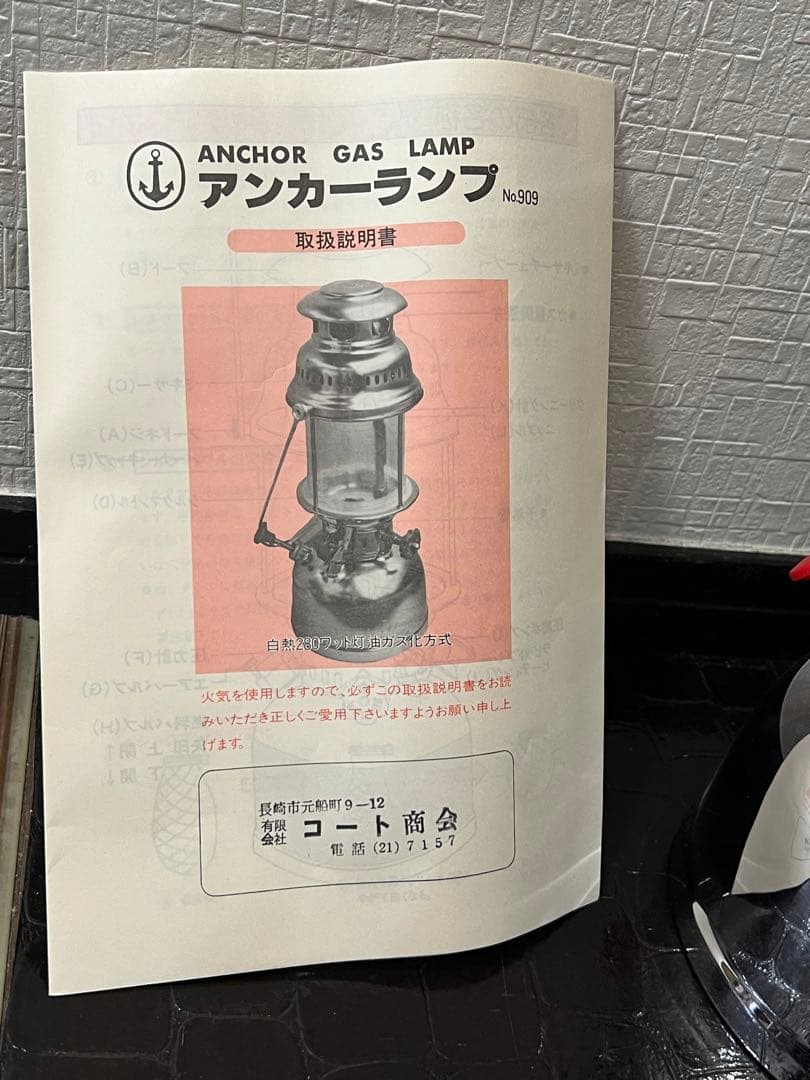 ANCHOR GAS LAMP
アンカーランプ No.909
取扱説明書
白熱230ワット灯油ガス化方式
火気を使用しますので、必ずこの取扱説明書をお読
みいただき正しくご愛用下さいますようお願い申し上
げます。
長崎市元船町9-12
有限会社 コート商会
電話 (21) 7157